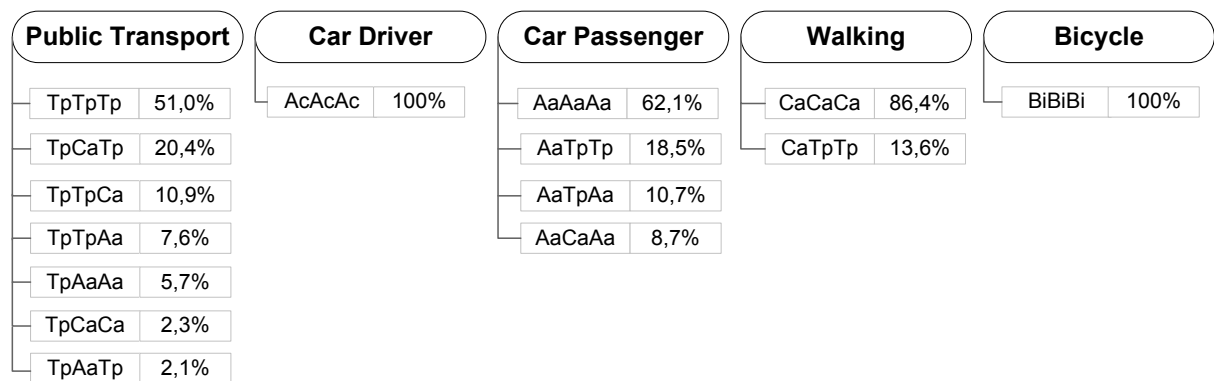 Public Transport
TpTpTp 51,0%
TpCaTp 20,4%
TpTpCa 10,9%
TpTpAa 7,6%
TpAaAa 5,7%
TpCaCa 2,3%
TpAaTp 2,1%
Car Driver
AcAcAc 100%
Car Passenger
AaAaAa 62,1%
AaTpTp 18,5%
AaTpAa 10,7%
AaCaAa 8,7%
Walking
CaCaCa 86,4%
CaTpTp 13,6%
Bicycle
BiBiBi 100%